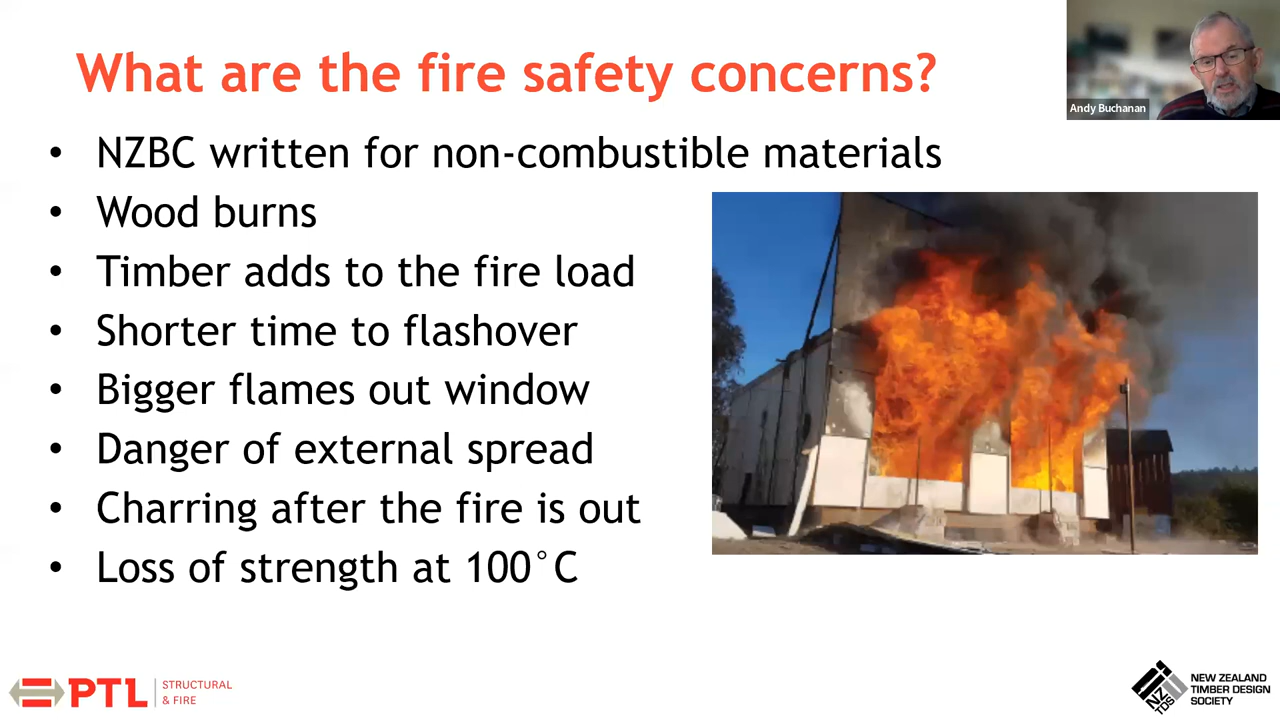 What are the fire safety concerns?
Andy Buchanan
• NZBC written for non-combustible materials
• Wood burns
• Timber adds to the fire load
• Shorter time to flashover
• Bigger flames out window
• Danger of external spread
• Charring after the fire is out
• Loss of strength at 100°C
PTL
STRUCTURAL
& FIRE
NZ
TDS
NEW ZEALAND
TIMBER DESIGN
SOCIETY